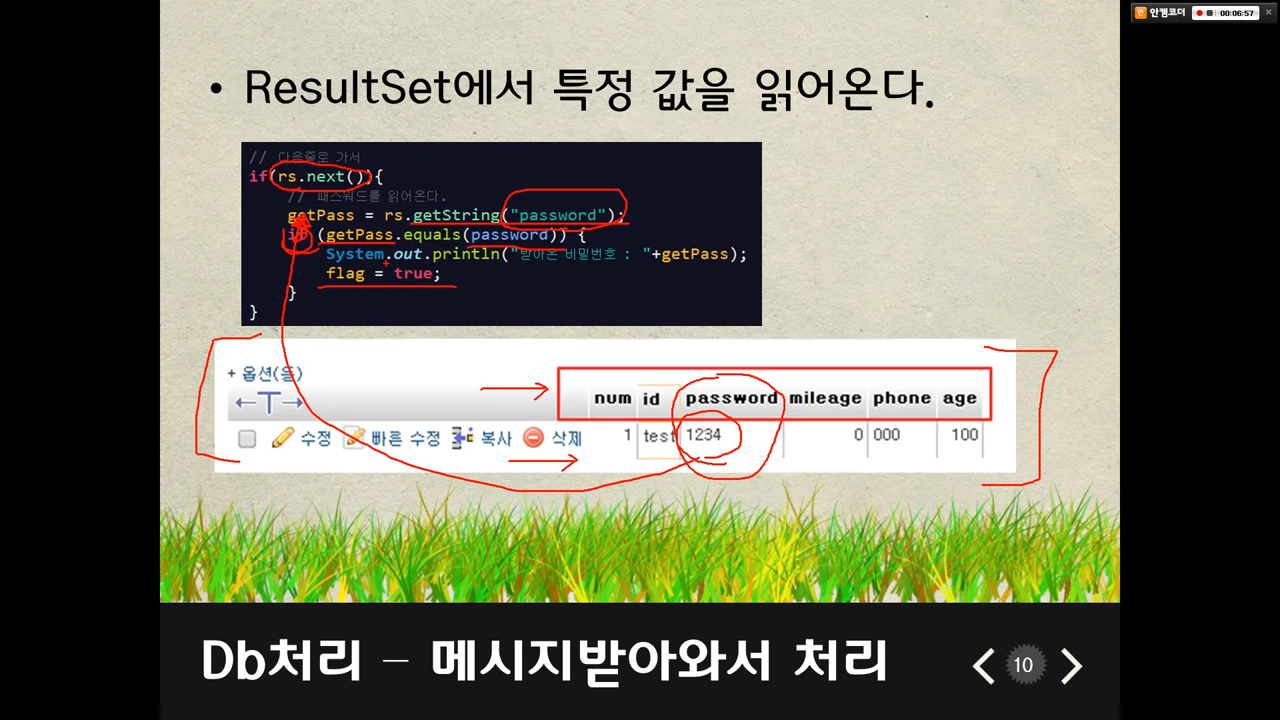 안캠코더 00:06:57
• ResultSet에서 특정 값을 읽어온다.
// 다음줄로 가서
if(rs.next()){
// 패스워드를 읽어온다.
getPass = rs.getString("password");
if (getPass.equals(password)) {
System.out.println("받아온 비밀번호 : "+getPass);
flag = true;
}
}
+ 옵션(들)
←T→ num id password mileage phone age
수정 빠른 수정 복사 삭제 1 test 1234 0 000 100
Db처리 – 메시지받아와서 처리
10